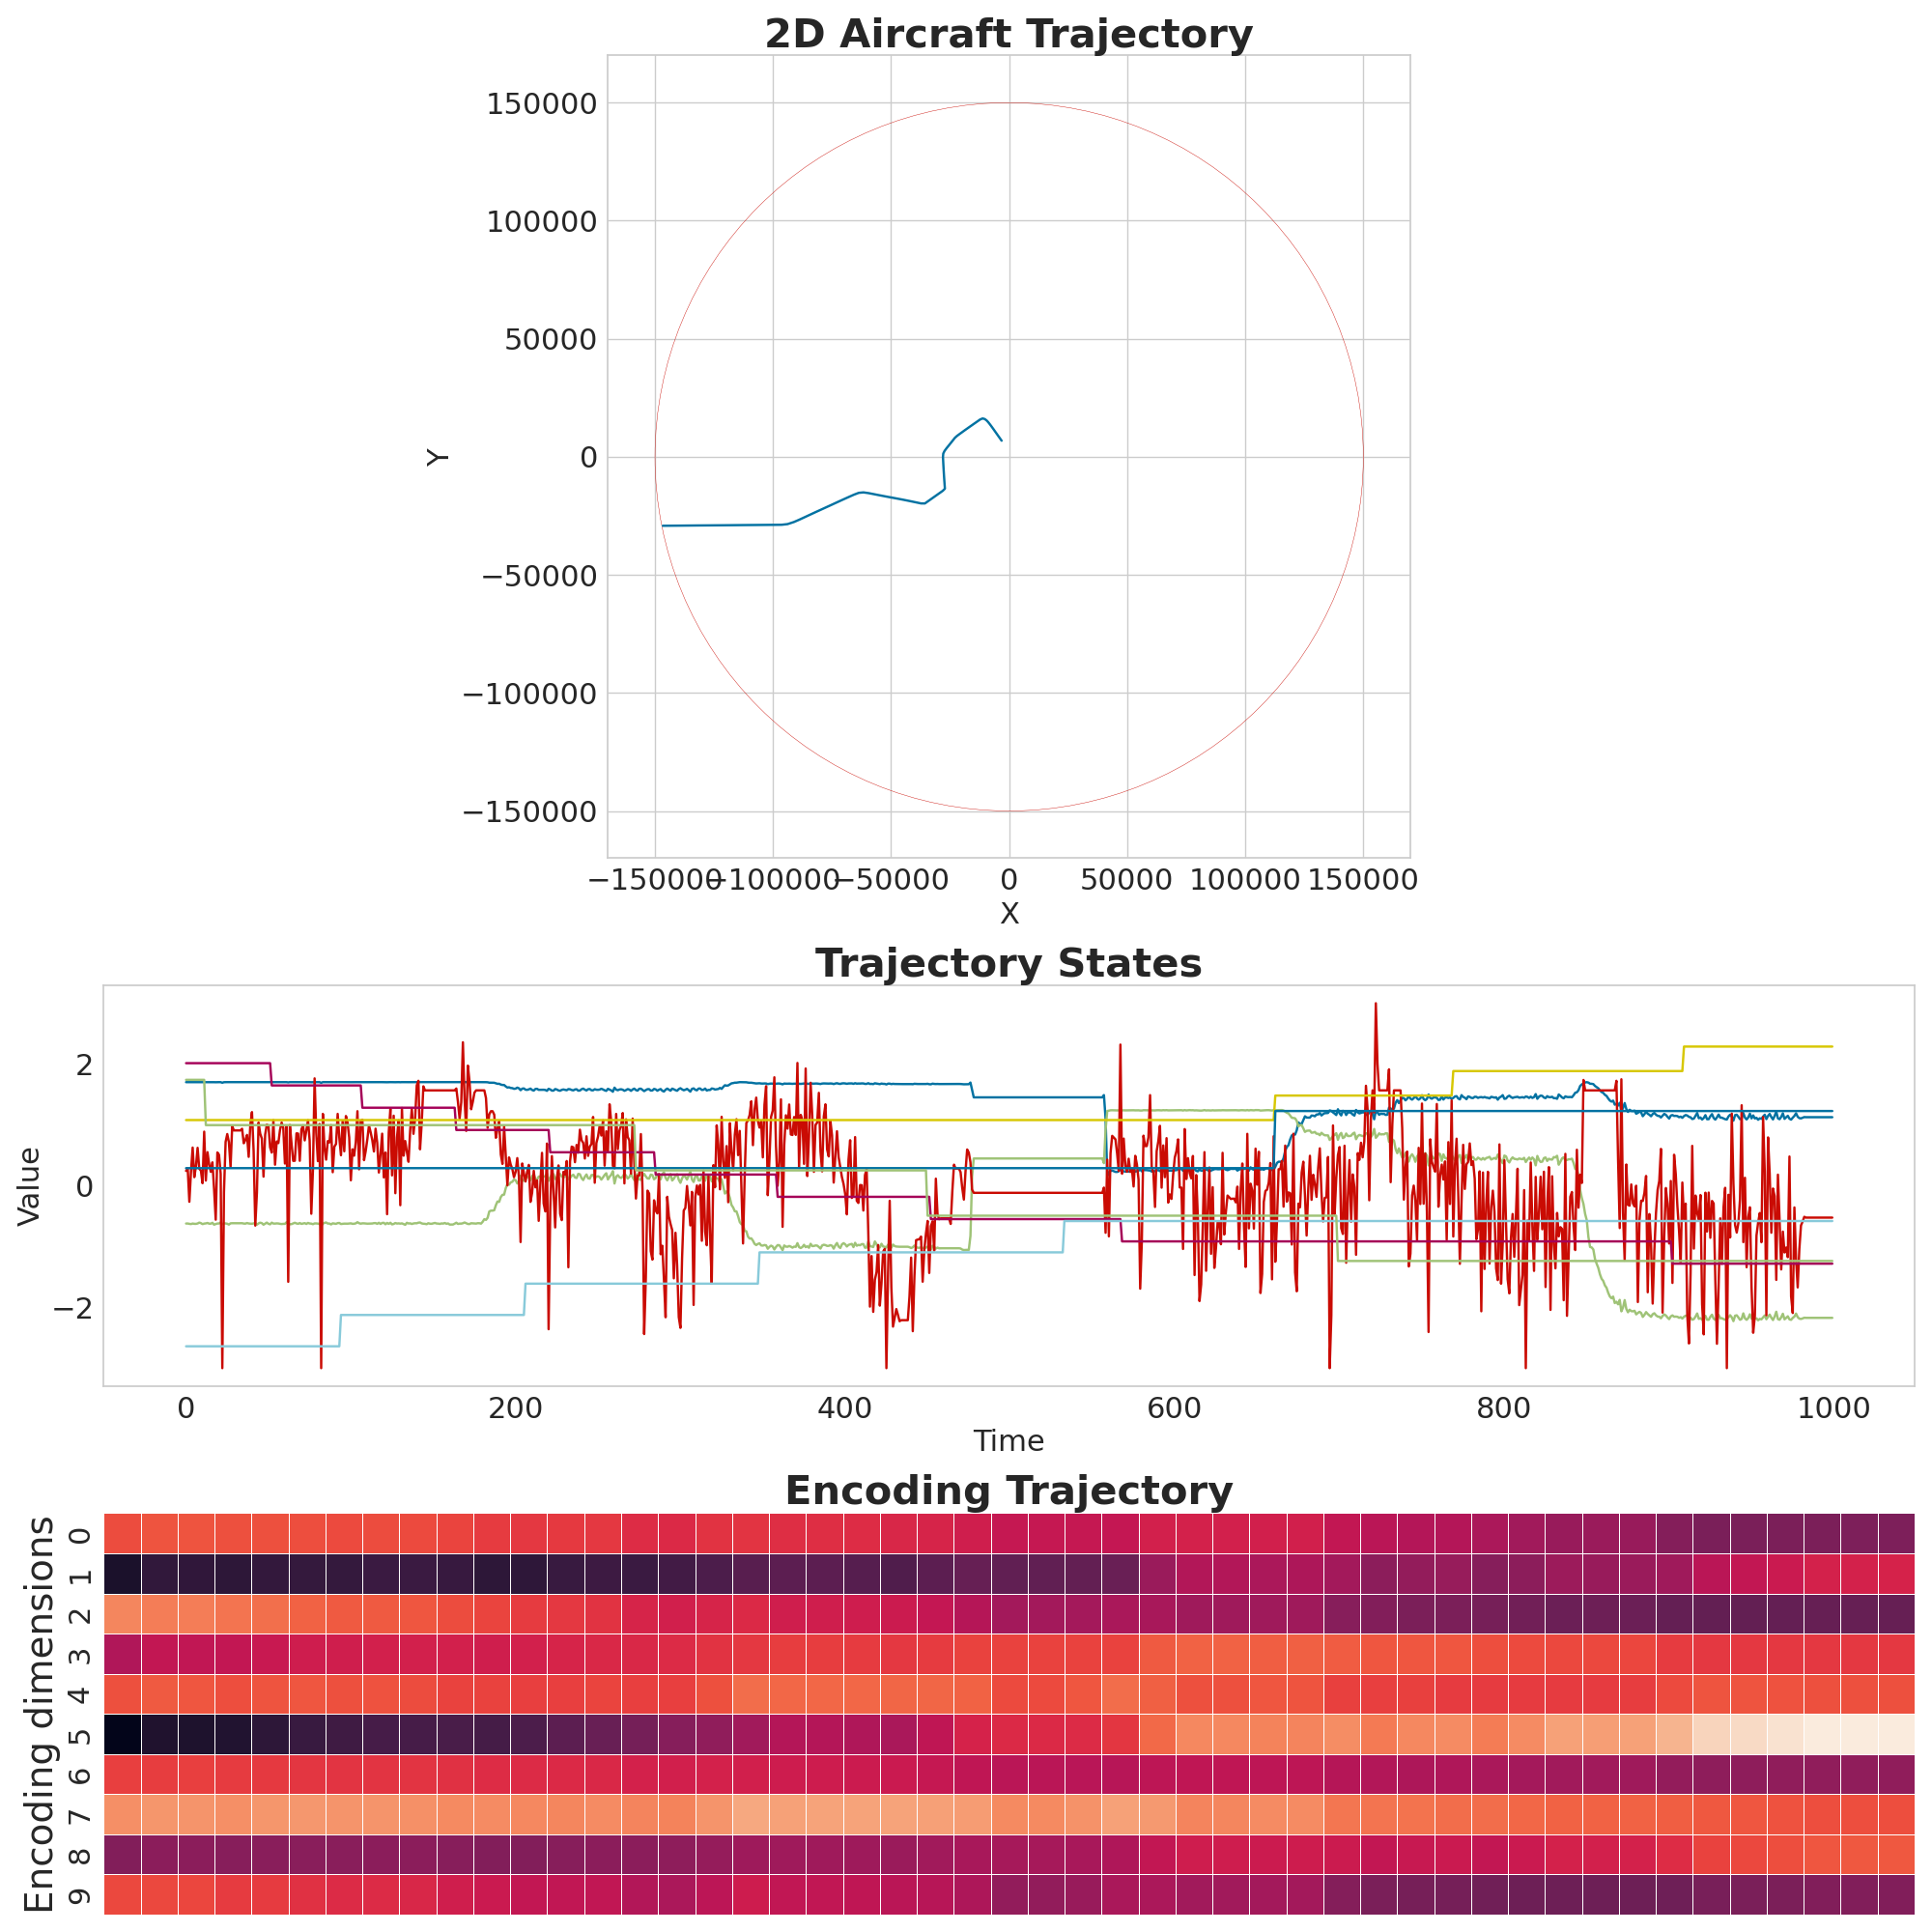 2D Aircraft Trajectory
150000
100000
50000
0
−50000
−100000
−150000
Y
−150000 −100000 −50000 0 50000 100000 150000
X
Trajectory States
2
0
−2
Value
0 200 400 600 800 1000
Time
Encoding Trajectory
Encoding dimensions
0
1
2
3
4
5
6
7
8
9